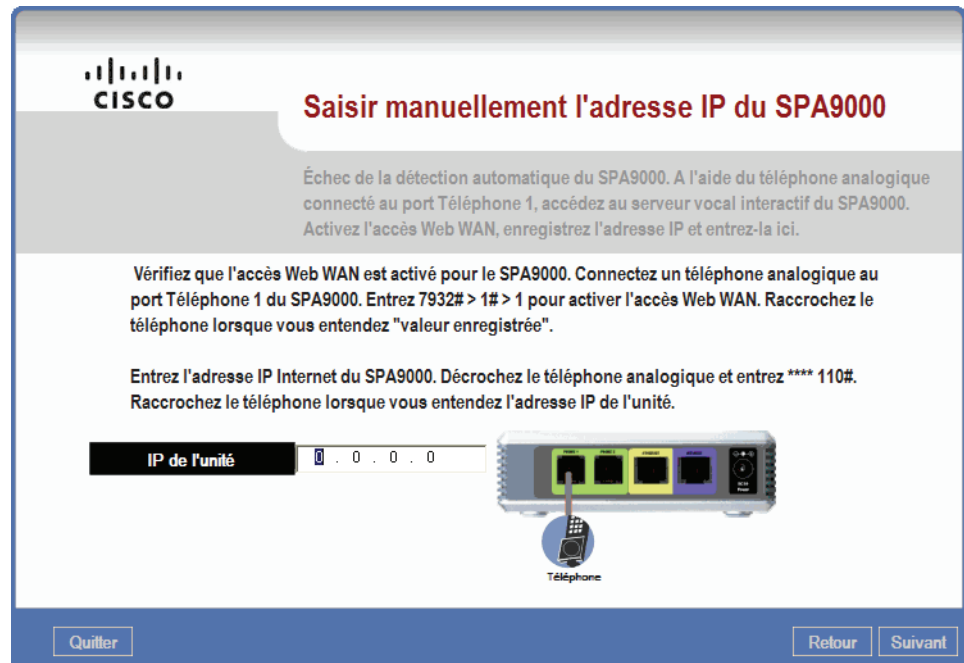 CISCO
Saisir manuellement l'adresse IP du SPA9000
Échec de la détection automatique du SPA9000. A l'aide du téléphone analogique
connecté au port Téléphone 1, accédez au serveur vocal interactif du SPA9000.
Activez l'accès Web WAN, enregistrez l'adresse IP et entrez-la ici.
Vérifiez que l'accès Web WAN est activé pour le SPA9000. Connectez un téléphone analogique au
port Téléphone 1 du SPA9000. Entrez 7932# > 1# > 1 pour activer l'accès Web WAN. Raccrochez le
téléphone lorsque vous entendez "valeur enregistrée".
Entrez l'adresse IP Internet du SPA9000. Décrochez le téléphone analogique et entrez **** 110#.
Raccrochez le téléphone lorsque vous entendez l'adresse IP de l'unité.
IP de l'unité
0 . 0 . 0 . 0
PHONE 1 PHONE 2
Power
Téléphone
Quitter
Retour
Suivant